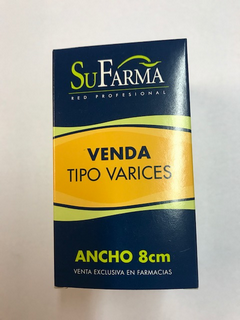 SuFarma
RED PROFESIONAL
VENDA
TIPO VARICES
ANCHO 8cm
VENTA EXCLUSIVA EN FARMACIAS